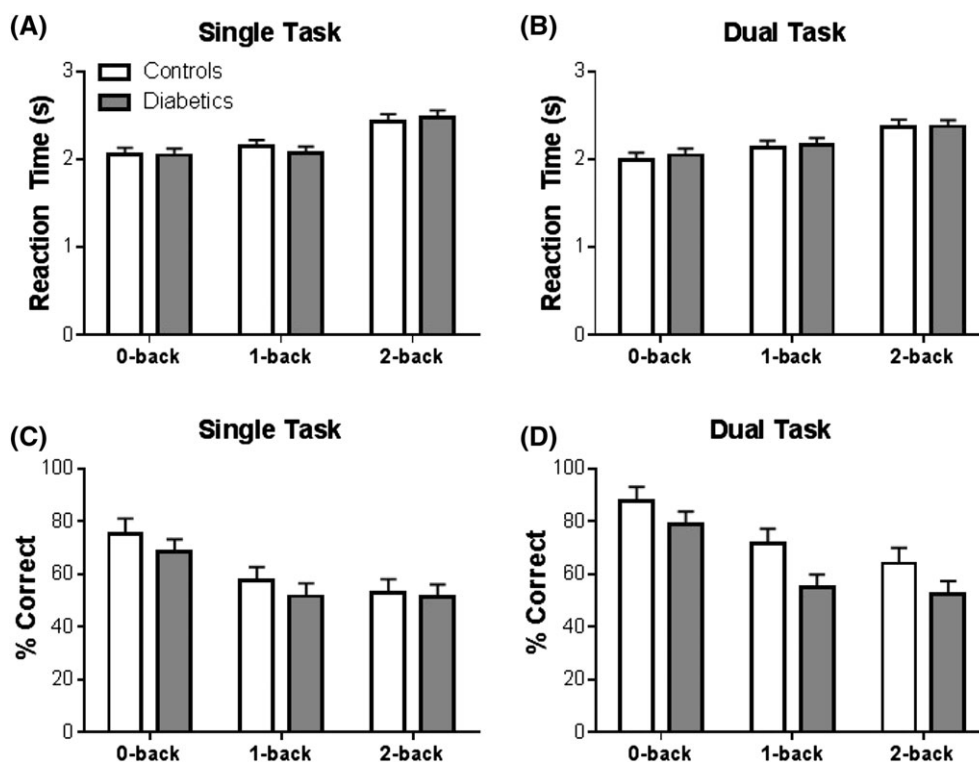 (A)
Single Task
Reaction Time (s)
3
2
1
0
Controls
Diabetics
0-back 1-back 2-back
(B)
Dual Task
Reaction Time (s)
3
2
1
0
0-back 1-back 2-back
(C)
Single Task
% Correct
100
80
60
40
20
0
0-back 1-back 2-back
(D)
Dual Task
% Correct
100
80
60
40
20
0
0-back 1-back 2-back